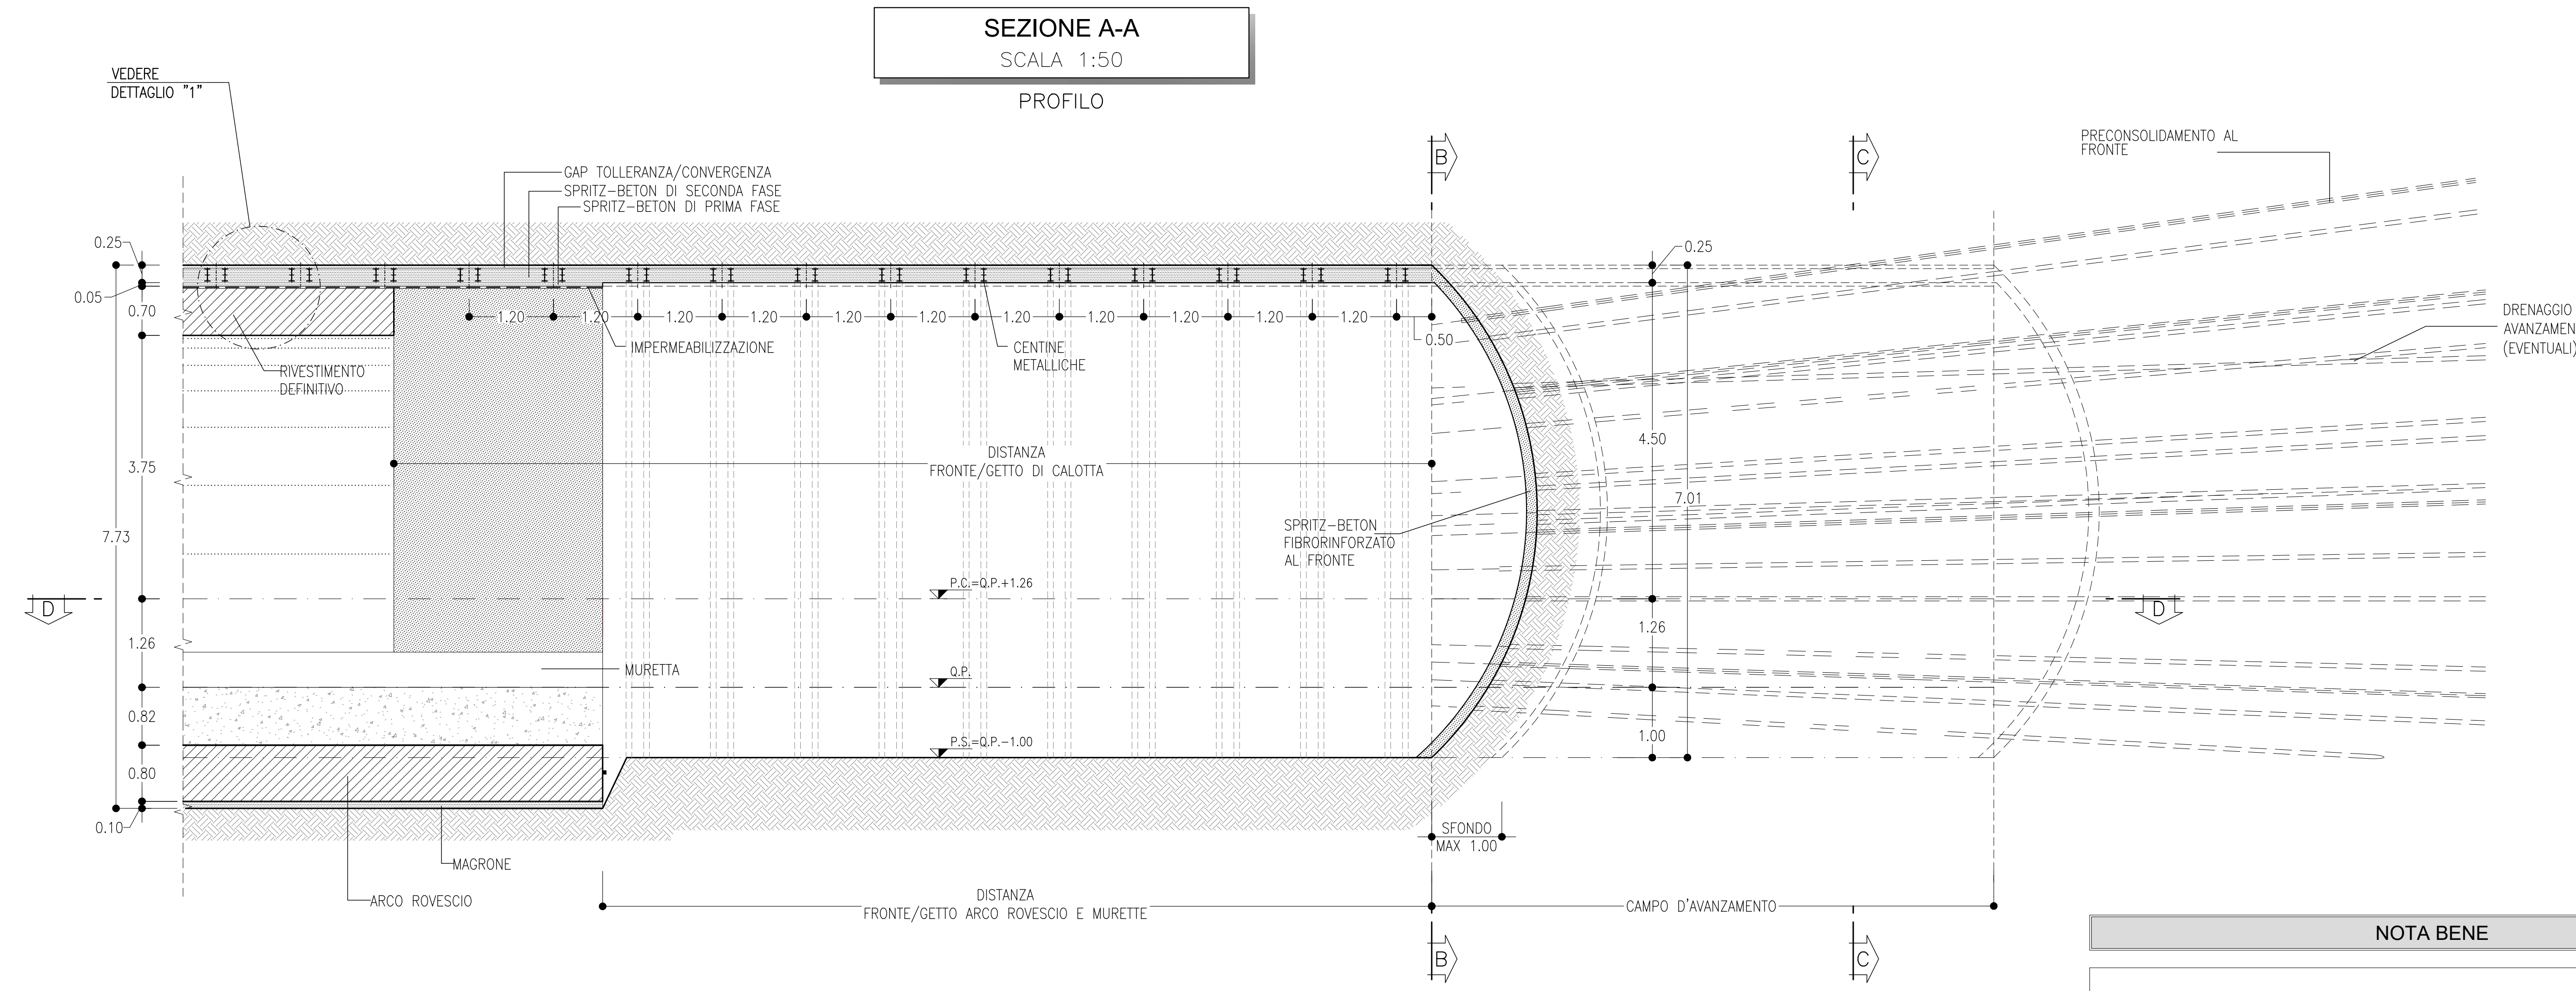 SEZIONE A-A
SCALA 1:50
PROFILO
VEDERE
DETTAGLIO "1"
GAP TOLLERANZA/CONVERGENZA
SPRITZ-BETON DI SECONDA FASE
SPRITZ-BETON DI PRIMA FASE
B
C
PRECONSOLIDAMENTO AL
FRONTE
0.25
0.05
0.70
3.75
7.73
1.26
0.82
0.80
0.10
1.20
1.20
1.20
1.20
1.20
1.20
1.20
1.20
1.20
1.20
1.20
0.50
IMPERMEABILIZZAZIONE
CENTINE
METALLICHE
RIVESTIMENTO
DEFINITIVO
DISTANZA
FRONTE/GETTO DI CALOTTA
SPRITZ-BETON
FIBRORINFORZATO
AL FRONTE
0.25
4.50
7.01
1.26
1.00
DRENAGGIO
AVANZAMEN
(EVENTUALI)
P.C.=Q.P.+1.26
D
D
MURETTA
Q.P.
P.S.=Q.P.-1.00
SFONDO
MAX 1.00
MAGRONE
ARCO ROVESCIO
DISTANZA
FRONTE/GETTO ARCO ROVESCIO E MURETTE
CAMPO D'AVANZAMENTO
B
C
NOTA BENE